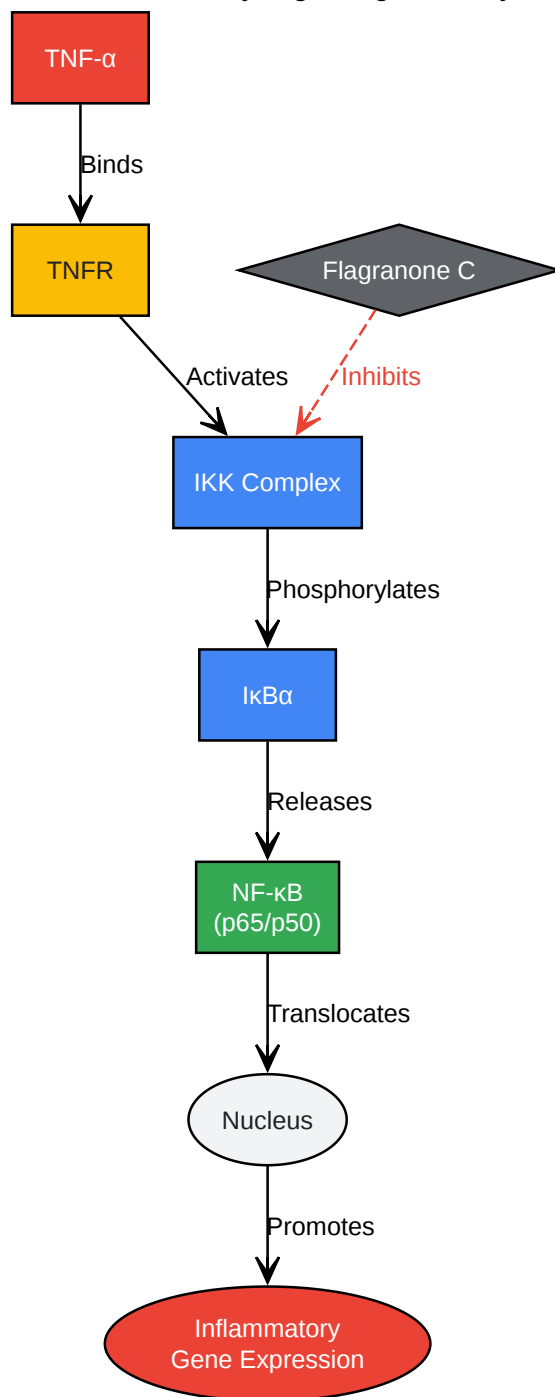 TNF-α
Binds
TNFR
Flagranone C
Activates
Inhibits
IKK Complex
Phosphorylates
IκBα
Releases
NF-κB
(p65/p50)
Translocates
Nucleus
Promotes
Inflammatory
Gene Expression